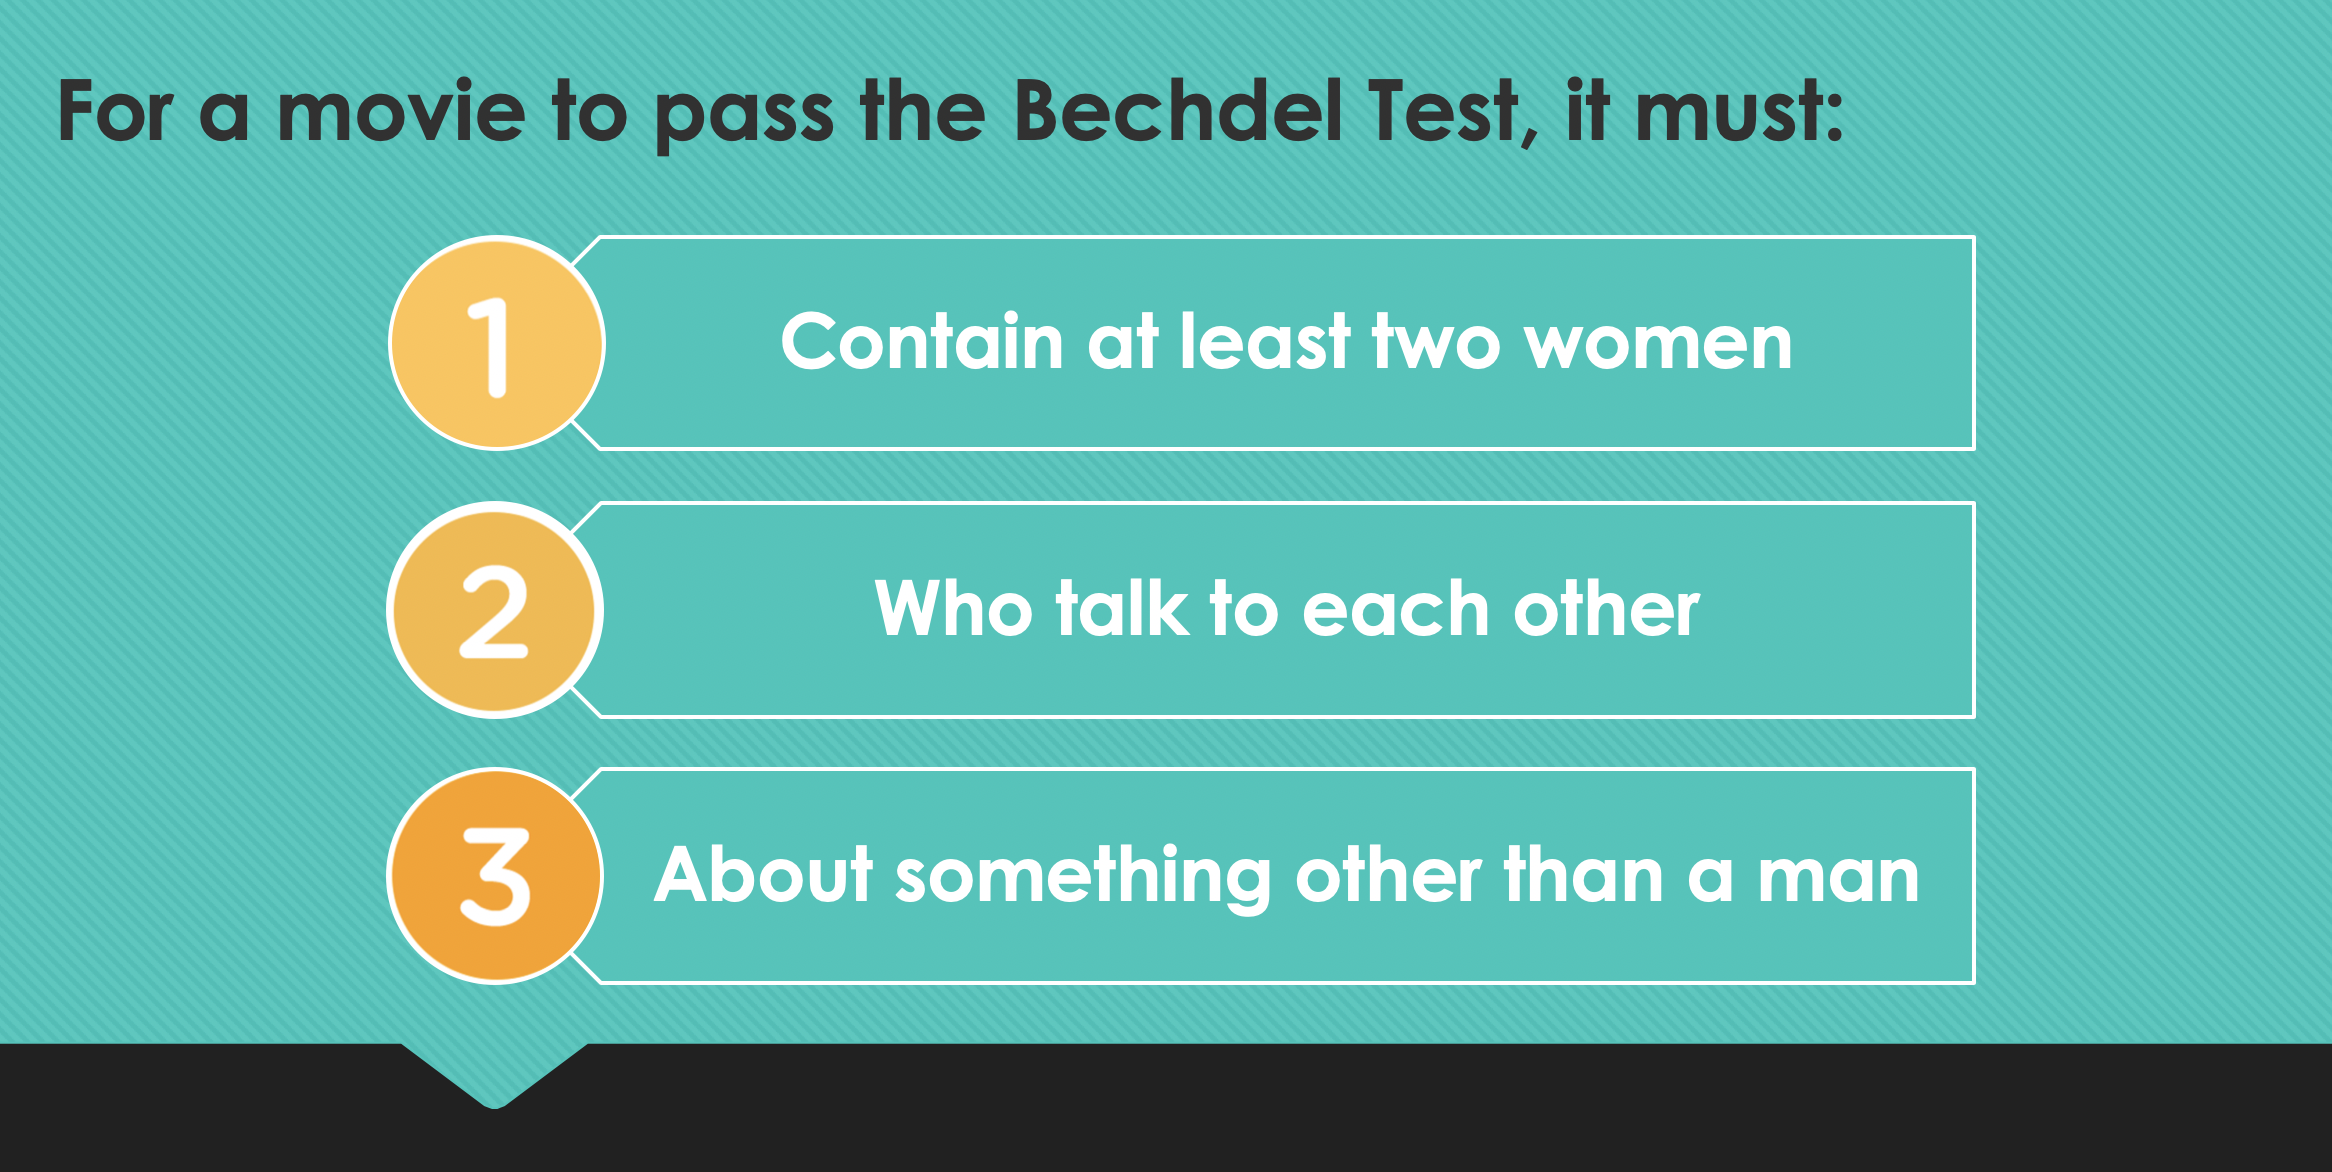 For a movie to pass the Bechdel Test, it must:
1
Contain at least two women
2
Who talk to each other
3
About something other than a man